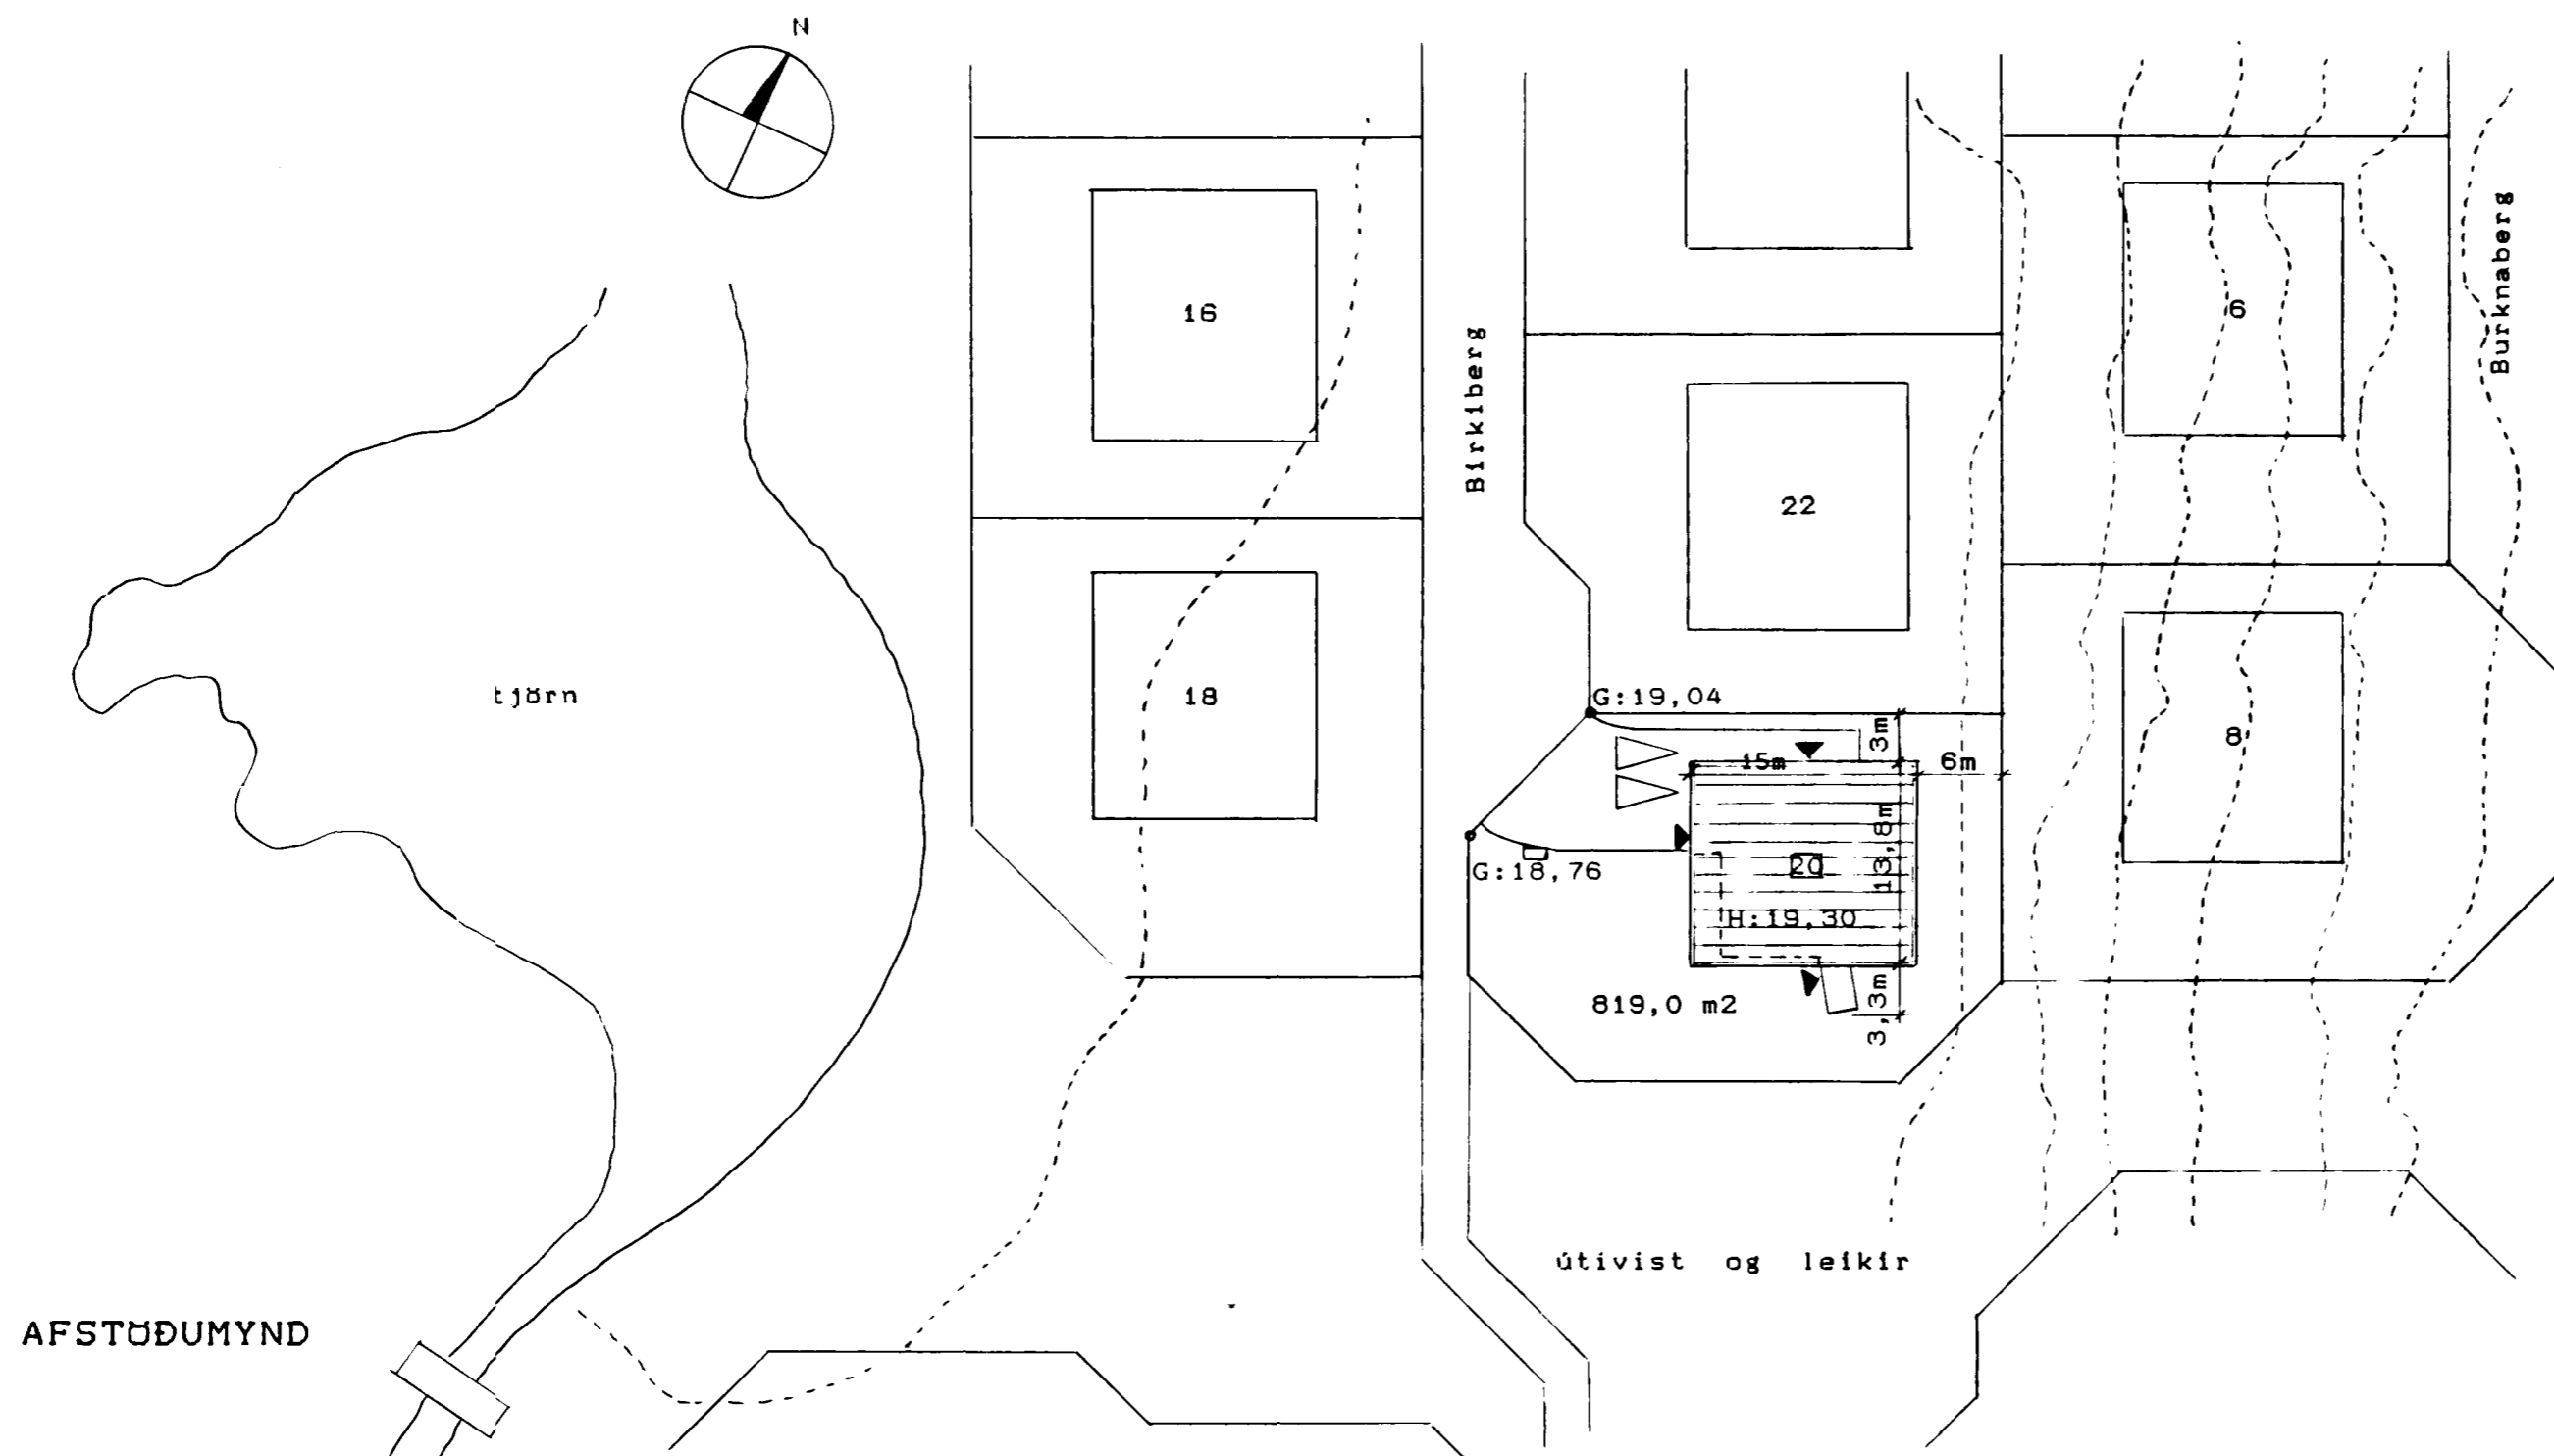 N
16
6
Burknaberg
Birkiberg
22
tjörn
18
G:19,04
3m
15m
6m
8
13,8m
20
G:18,76
H:19,30
819,0 m2
3,3m
útivist og leikir
AFSTÖÐUMYND